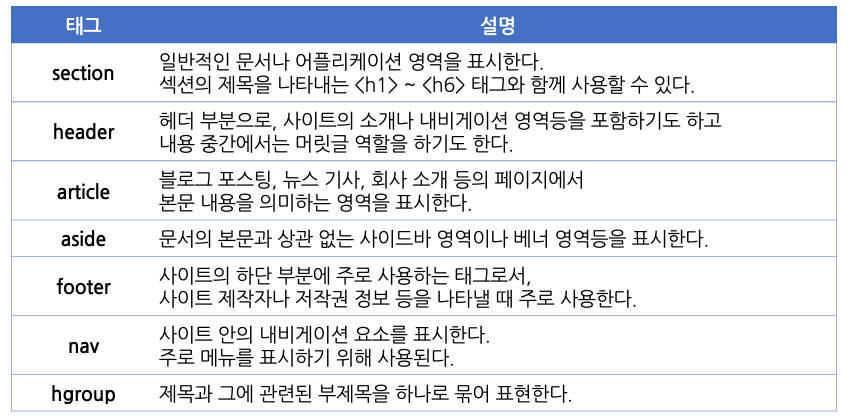 태그 설명
section
일반적인 문서나 어플리케이션 영역을 표시한다.
섹션의 제목을 나타내는 <h1> ~ <h6> 태그와 함께 사용할 수 있다.
header
헤더 부분으로, 사이트의 소개나 내비게이션 영역등을 포함하기도 하고
내용 중간에서는 머릿글 역할을 하기도 한다.
article
블로그 포스팅, 뉴스 기사, 회사 소개 등의 페이지에서
본문 내용을 의미하는 영역을 표시한다.
aside
문서의 본문과 상관 없는 사이드바 영역이나 베너 영역등을 표시한다.
footer
사이트의 하단 부분에 주로 사용하는 태그로서,
사이트 제작자나 저작권 정보 등을 나타낼 때 주로 사용한다.
nav
사이트 안의 내비게이션 요소를 표시한다.
주로 메뉴를 표시하기 위해 사용된다.
hgroup
제목과 그에 관련된 부제목을 하나로 묶어 표현한다.